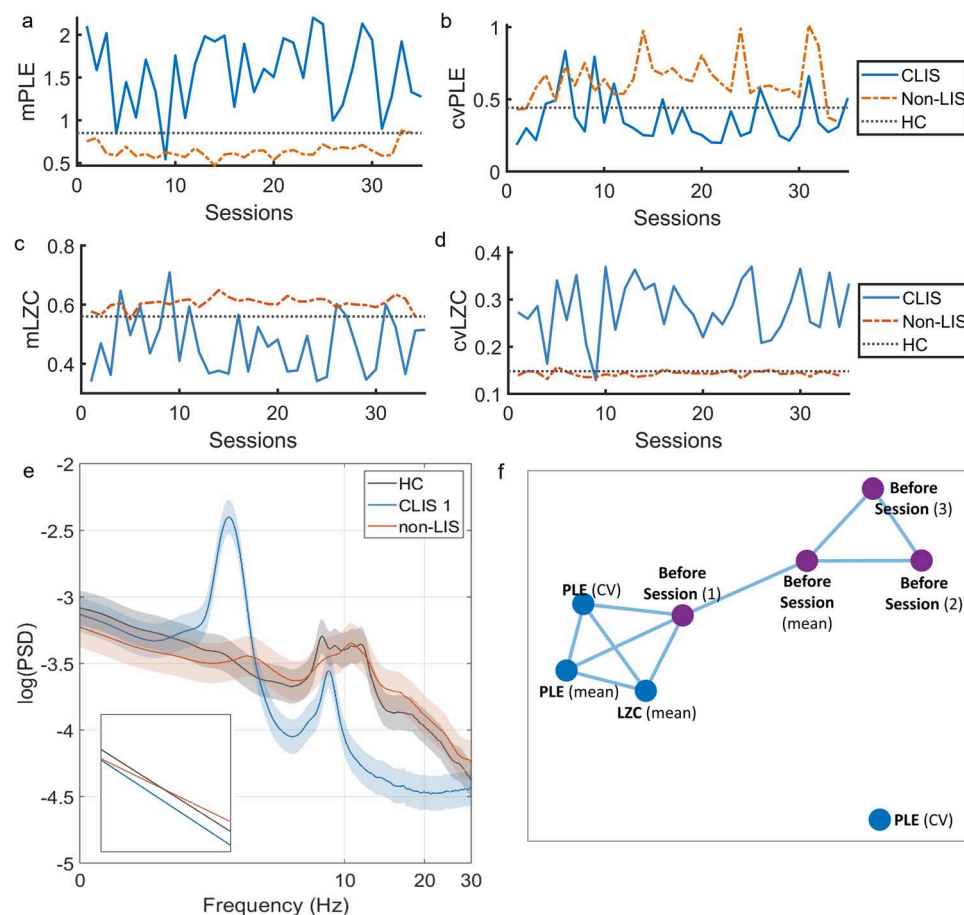 a
mPLE
2
1.5
1
0.5
0
10
20
30
Sessions
b
cvPLE
1
0.5
0
0
10
20
30
Sessions
CLIS
Non-LIS
HC
c
mLZC
0.8
0.6
0.4
0
10
20
30
Sessions
d
cvLZC
0.4
0.3
0.2
0.1
0
10
20
30
Sessions
CLIS
Non-LIS
HC
e
log(PSD)
-2
-2.5
-3
-3.5
-4
-4.5
-5
0
10
20
30
Frequency (Hz)
HC
CLIS 1
non-LIS
f
Before
Session (3)
Before
Session (1)
Before
Session
(mean)
Before
Session (2)
PLE (CV)
PLE (mean)
LZC (mean)
PLE (CV)